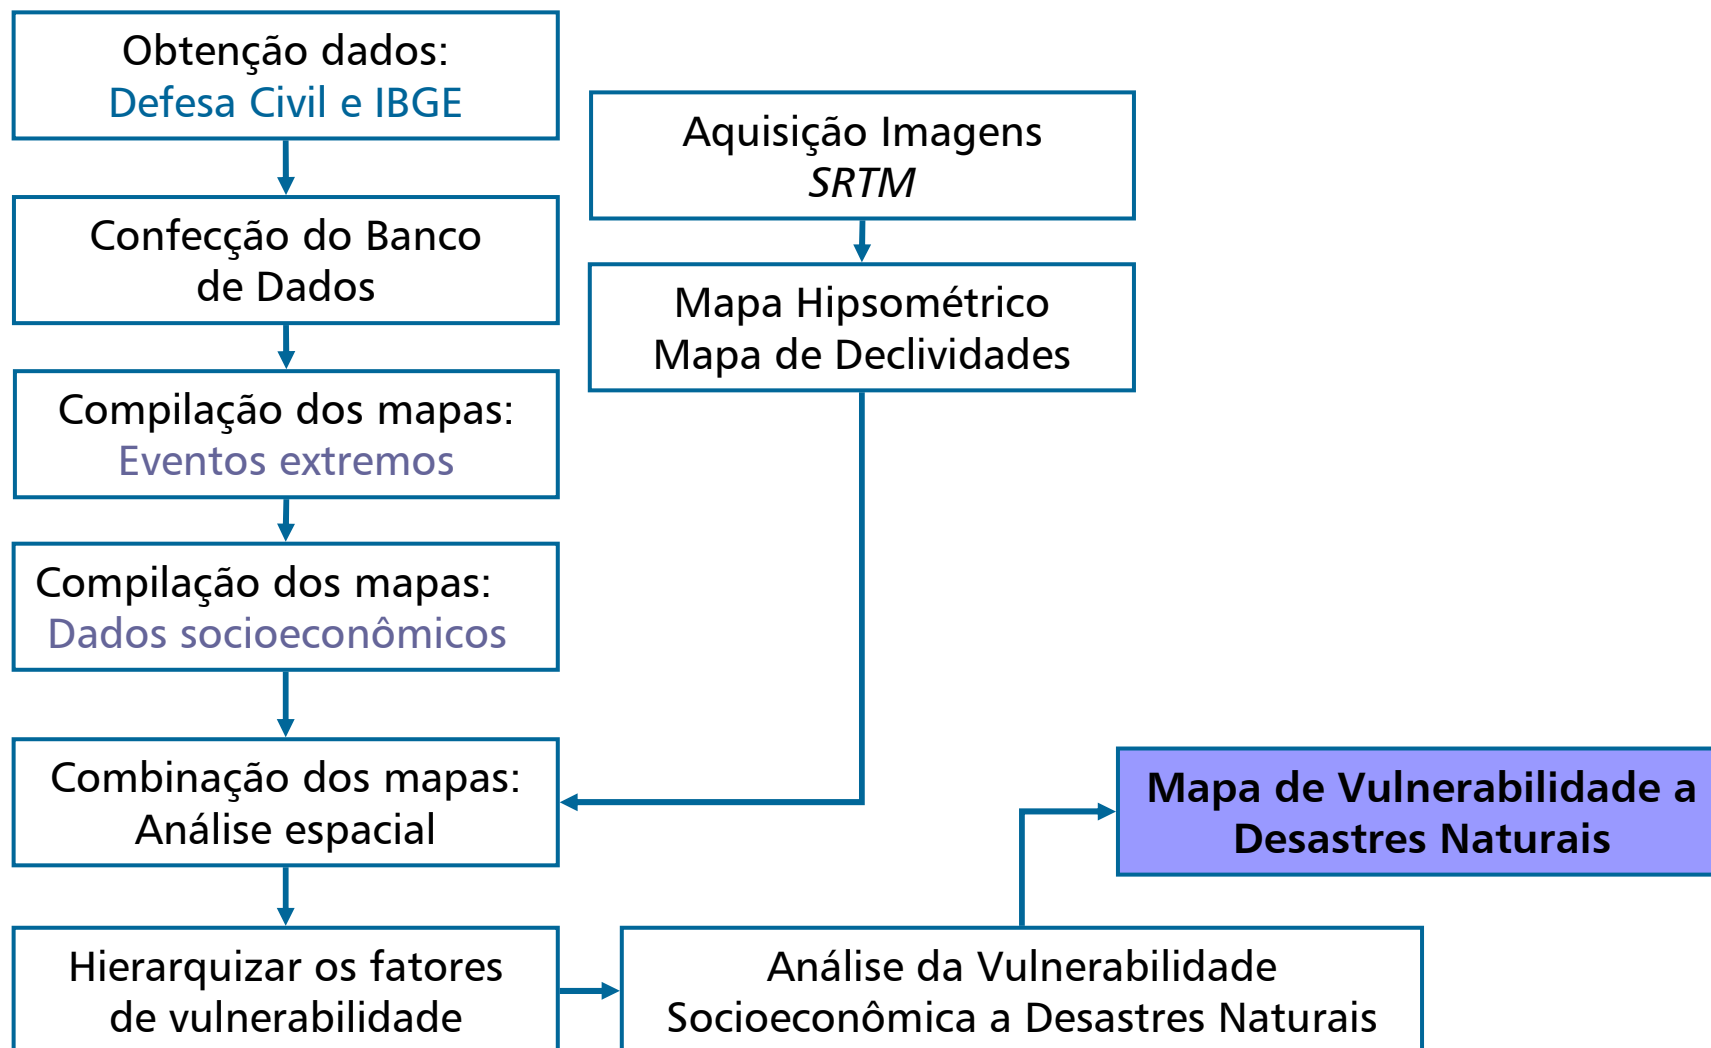 Obtenção dados:
Defesa Civil e IBGE
Aquisição Imagens
SRTM
Confecção do Banco
de Dados
Mapa Hipsométrico
Mapa de Declividades
Compilação dos mapas:
Eventos extremos
Compilação dos mapas:
Dados socioeconômicos
Combinação dos mapas:
Análise espacial
Mapa de Vulnerabilidade a
Desastres Naturais
Hierarquizar os fatores
de vulnerabilidade
Análise da Vulnerabilidade
Socioeconômica a Desastres Naturais